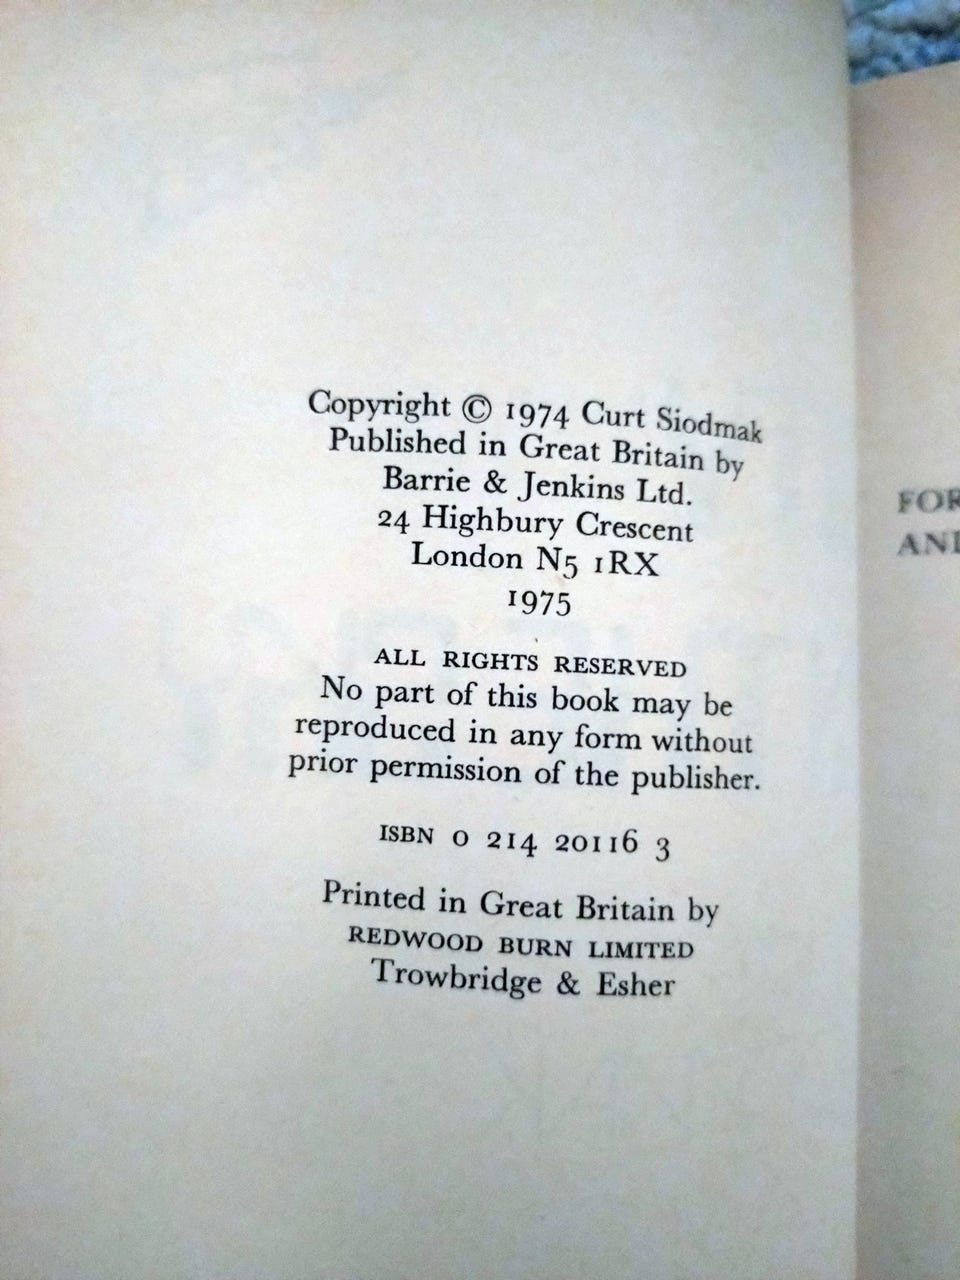 Copyright © 1974 Curt Siodmak
Published in Great Britain by
Barrie & Jenkins Ltd.
24 Highbury Crescent
London N5 1RX
1975
ALL RIGHTS RESERVED
No part of this book may be
reproduced in any form without
prior permission of the publisher.
ISBN 0 214 20116 3
Printed in Great Britain by
REDWOOD BURN LIMITED
Trowbridge & Esher
FOR
AND